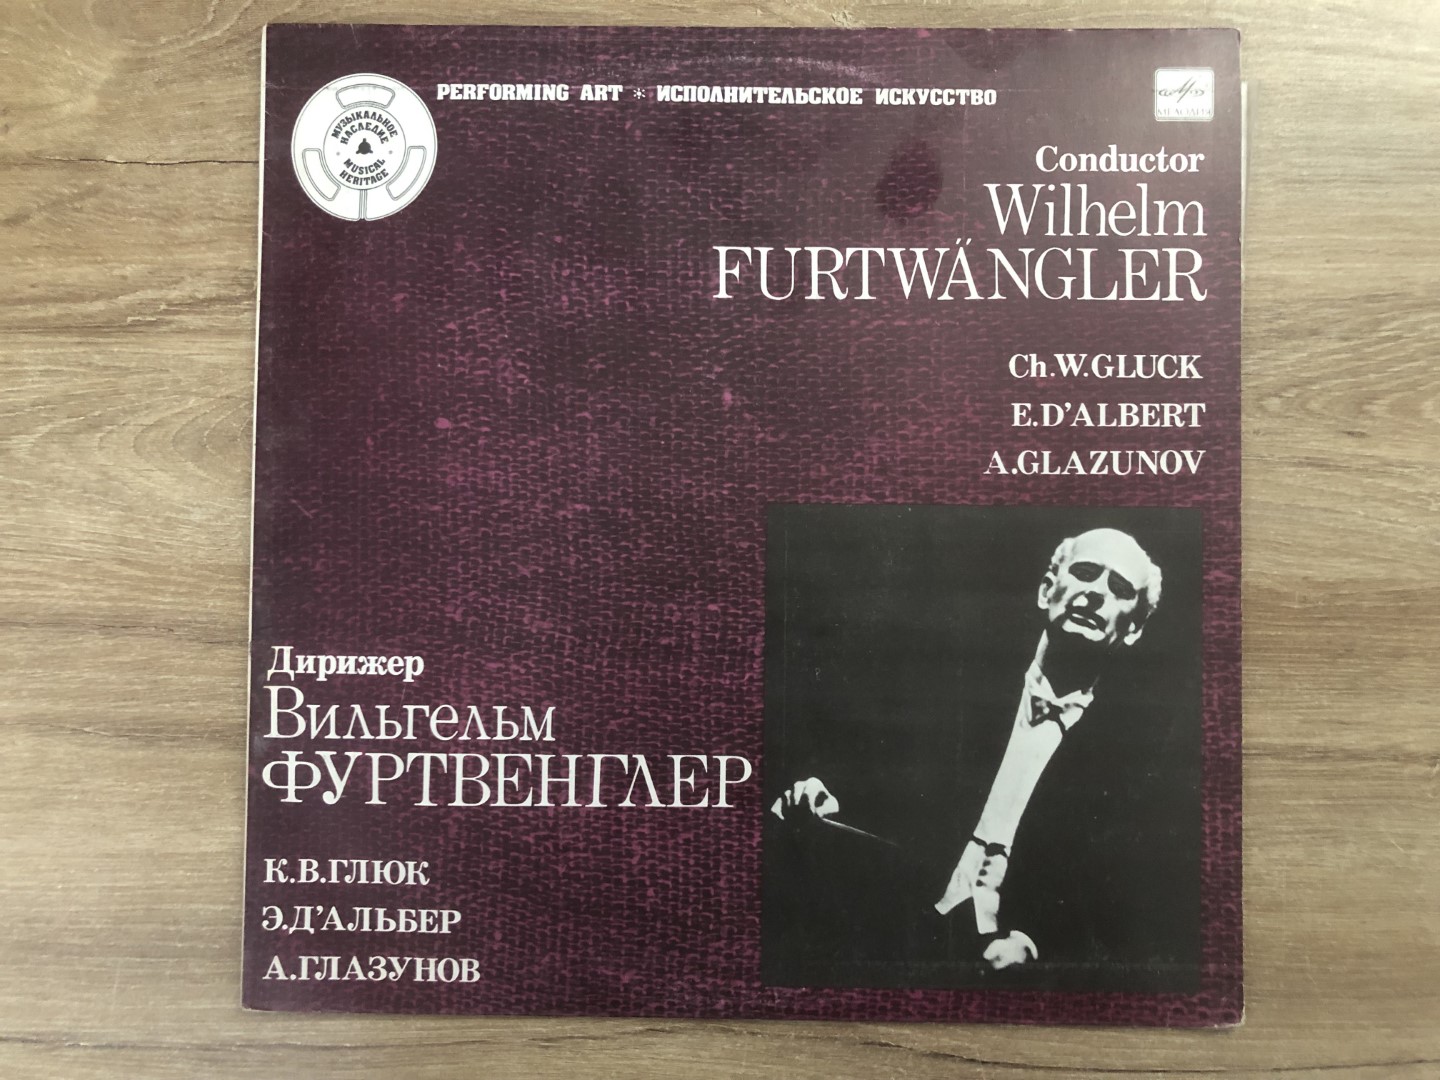 PERFORMING ART * ИСПОЛНИТЕЛЬСКОЕ ИСКУССТВО
МУЗЫКАЛЬНОЕ
НАСЛЕДИЕ
MUSICAL
HERITAGE
МЕЛОДИЯ
Conductor
Wilhelm
FURTWÄNGLER
Ch.W.GLUCK
E.D'ALBERT
A.GLAZUNOV
Дирижер
Вильгельм
ФУРТВЕНГЛЕР
К.В.ГЛЮК
Э.Д'АЛЬБЕР
А.ГЛАЗУНОВ